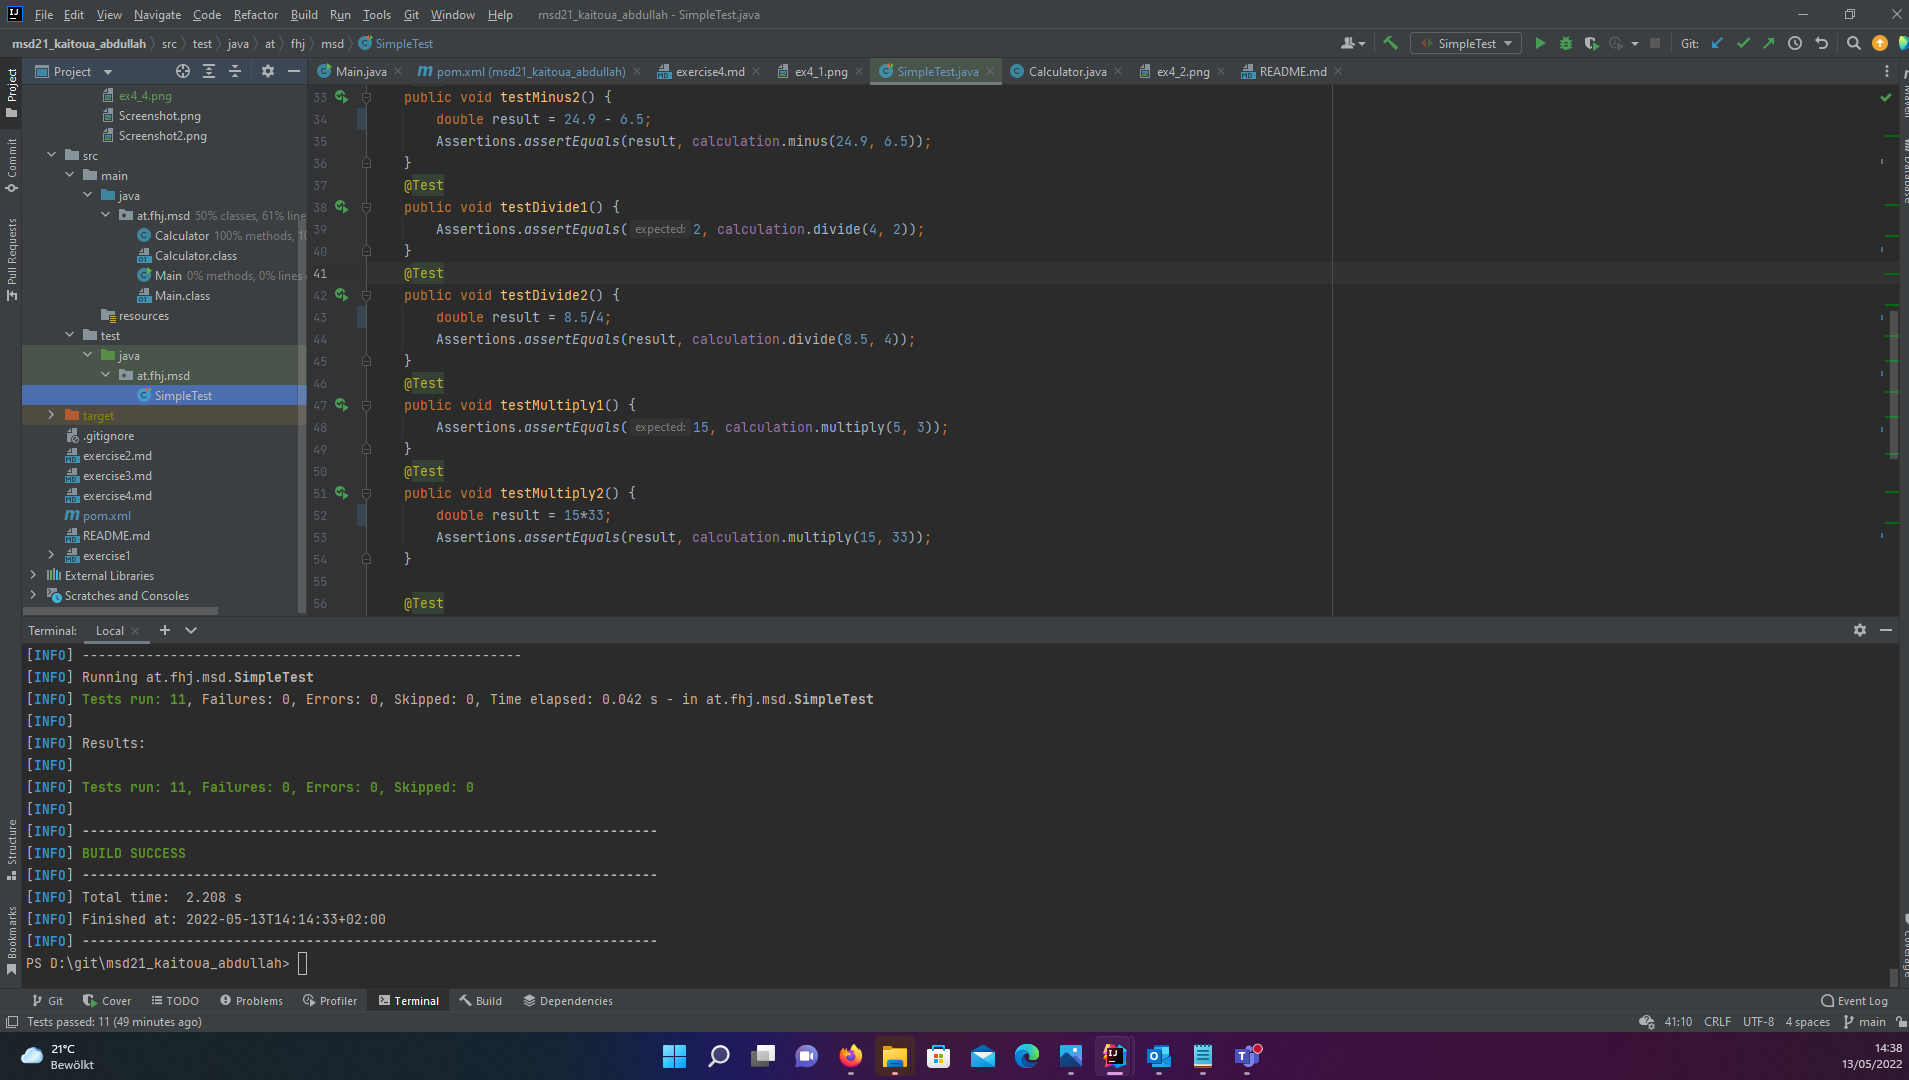 File Edit View Navigate Code Refactor Build Run Tools Git Window Help msd21_kaitoua_abdullah - SimpleTest.java
msd21_kaitoua_abdullah src test java at fhj msd SimpleTest
SimpleTest Git:
Project
Main.java pom.xml (msd21_kaitoua_abdullah) exercise4.md ex4_1.png SimpleTest.java Calculator.java ex4_2.png README.md
Project
Commit
Pull Requests
Structure
Bookmarks
ex4_4.png
Screenshot.png
Screenshot2.png
src
main
java
at.fhj.msd 50% classes, 61% line
Calculator 100% methods, 10
Calculator.class
Main 0% methods, 0% lines
Main.class
resources
test
java
at.fhj.msd
SimpleTest
target
.gitignore
exercise2.md
exercise3.md
exercise4.md
pom.xml
README.md
exercise1
External Libraries
Scratches and Consoles
33 public void testMinus2() {
34 double result = 24.9 - 6.5;
35 Assertions.assertEquals(result, calculation.minus(24.9, 6.5));
36 }
37 @Test
38 public void testDivide1() {
39 Assertions.assertEquals( expected: 2, calculation.divide(4, 2));
40 }
41 @Test
42 public void testDivide2() {
43 double result = 8.5/4;
44 Assertions.assertEquals(result, calculation.divide(8.5, 4));
45 }
46 @Test
47 public void testMultiply1() {
48 Assertions.assertEquals( expected: 15, calculation.multiply(5, 3));
49 }
50 @Test
51 public void testMultiply2() {
52 double result = 15*33;
53 Assertions.assertEquals(result, calculation.multiply(15, 33));
54 }
55
56 @Test
Database
Terminal: Local
[INFO] -------------------------------------------------------
[INFO] Running at.fhj.msd.SimpleTest
[INFO] Tests run: 11, Failures: 0, Errors: 0, Skipped: 0, Time elapsed: 0.042 s - in at.fhj.msd.SimpleTest
[INFO]
[INFO] Results:
[INFO]
[INFO] Tests run: 11, Failures: 0, Errors: 0, Skipped: 0
[INFO]
[INFO] ------------------------------------------------------------------------
[INFO] BUILD SUCCESS
[INFO] ------------------------------------------------------------------------
[INFO] Total time:  2.208 s
[INFO] Finished at: 2022-05-13T14:14:33+02:00
[INFO] ------------------------------------------------------------------------
PS D:\git\msd21_kaitoua_abdullah>
Git Cover TODO Problems Profiler Terminal Build Dependencies Event Log
Tests passed: 11 (49 minutes ago) 41:10 CRLF UTF-8 4 spaces main
21°C
Bewölkt
14:38
13/05/2022